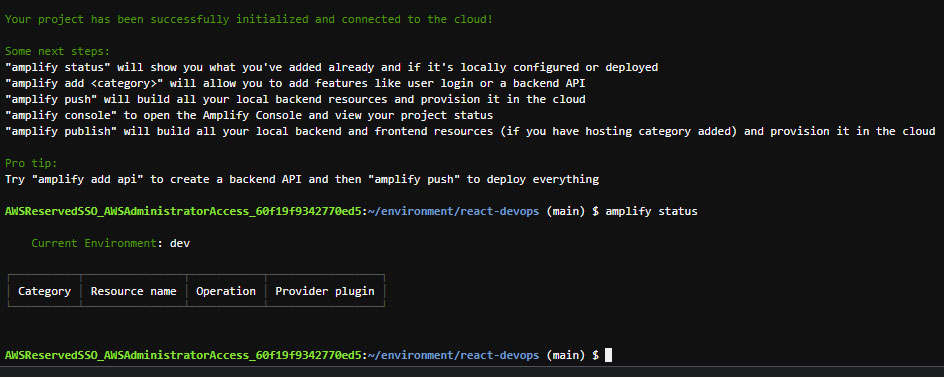 Your project has been successfully initialized and connected to the cloud!
Some next steps:
"amplify status" will show you what you've added already and if it's locally configured or deployed
"amplify add <category>" will allow you to add features like user login or a backend API
"amplify push" will build all your local backend resources and provision it in the cloud
"amplify console" to open the Amplify Console and view your project status
"amplify publish" will build all your local backend and frontend resources (if you have hosting category added) and provision it in the cloud
Pro tip:
Try "amplify add api" to create a backend API and then "amplify push" to deploy everything
AWSReservedSSO_AWSAdministratorAccess_60f19f9342770ed5:~/environment/react-devops (main) $ amplify status
Current Environment: dev
Category | Resource name | Operation | Provider plugin
AWSReservedSSO_AWSAdministratorAccess_60f19f9342770ed5:~/environment/react-devops (main) $